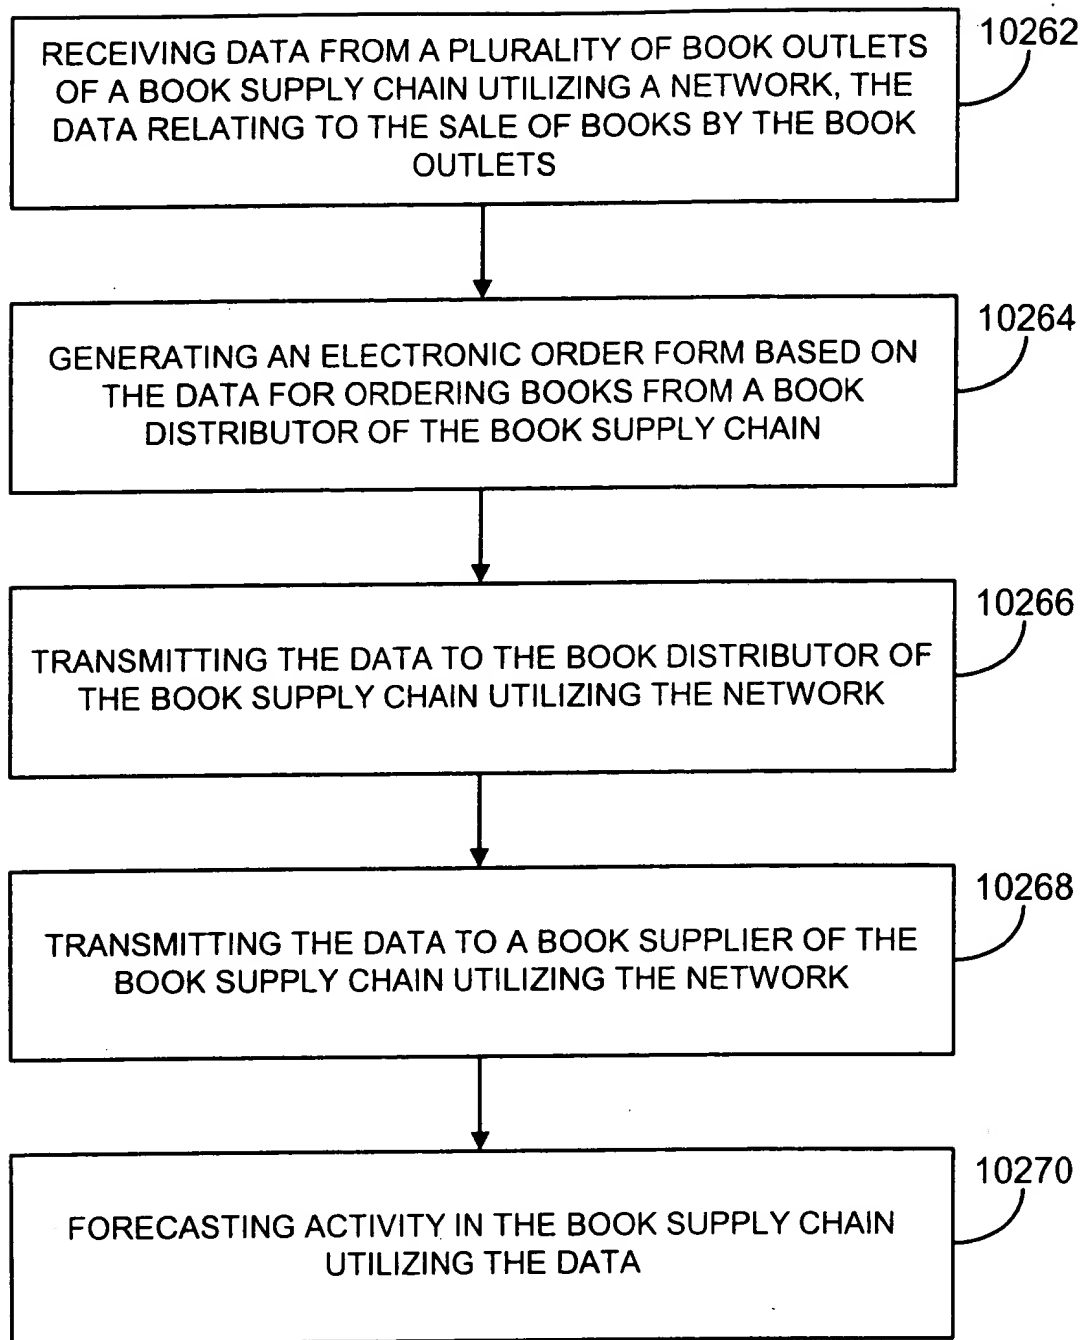 RECEIVING DATA FROM A PLURALITY OF BOOK OUTLETS
OF A BOOK SUPPLY CHAIN UTILIZING A NETWORK, THE
DATA RELATING TO THE SALE OF BOOKS BY THE BOOK
OUTLETS
10262
GENERATING AN ELECTRONIC ORDER FORM BASED ON
THE DATA FOR ORDERING BOOKS FROM A BOOK
DISTRIBUTOR OF THE BOOK SUPPLY CHAIN
10264
TRANSMITTING THE DATA TO THE BOOK DISTRIBUTOR OF
THE BOOK SUPPLY CHAIN UTILIZING THE NETWORK
10266
TRANSMITTING THE DATA TO A BOOK SUPPLIER OF THE
BOOK SUPPLY CHAIN UTILIZING THE NETWORK
10268
FORECASTING ACTIVITY IN THE BOOK SUPPLY CHAIN
UTILIZING THE DATA
10270